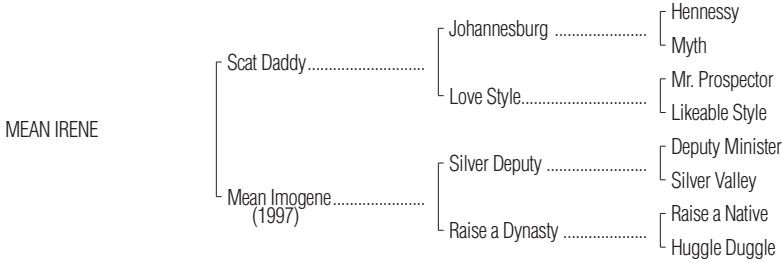 Hennessy
Johannesburg ....................
Myth
Scat Daddy..........................
Mr. Prospector
Love Style...........................
Likeable Style
MEAN IRENE
Deputy Minister
Silver Deputy ......................
Silver Valley
Mean Imogene....................
(1997)
Raise a Native
Raise a Dynasty ..................
Huggle Duggle